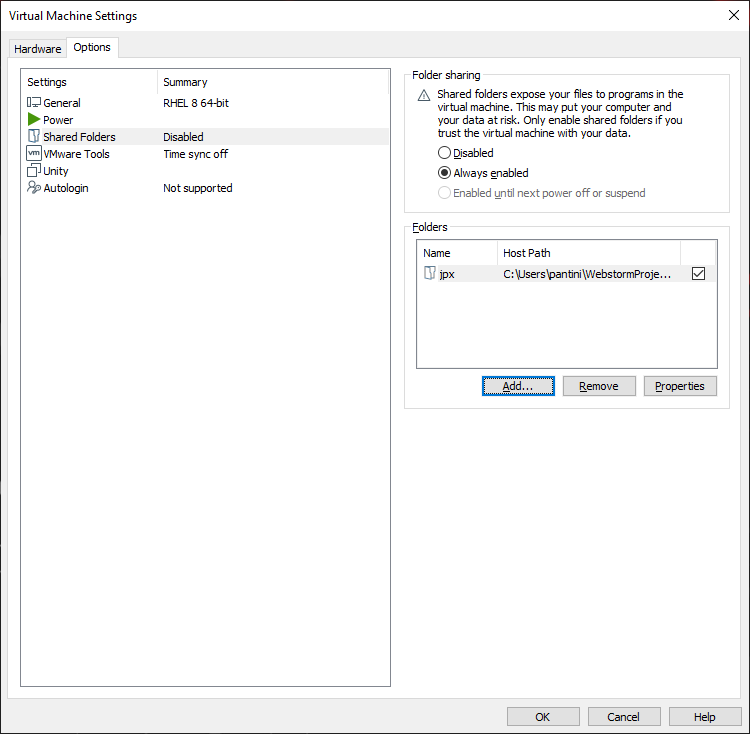 Virtual Machine Settings
Hardware Options
Settings Summary
General RHEL 8 64-bit
Power
Shared Folders Disabled
vm VMware Tools Time sync off
Unity
Autologin Not supported
Folder sharing
Shared folders expose your files to programs in the
virtual machine. This may put your computer and
your data at risk. Only enable shared folders if you
trust the virtual machine with your data.
Disabled
Always enabled
Enabled until next power off or suspend
Folders
Name Host Path
jpx C:\Users\pantini\WebstormProje...
Add... Remove Properties
OK Cancel Help